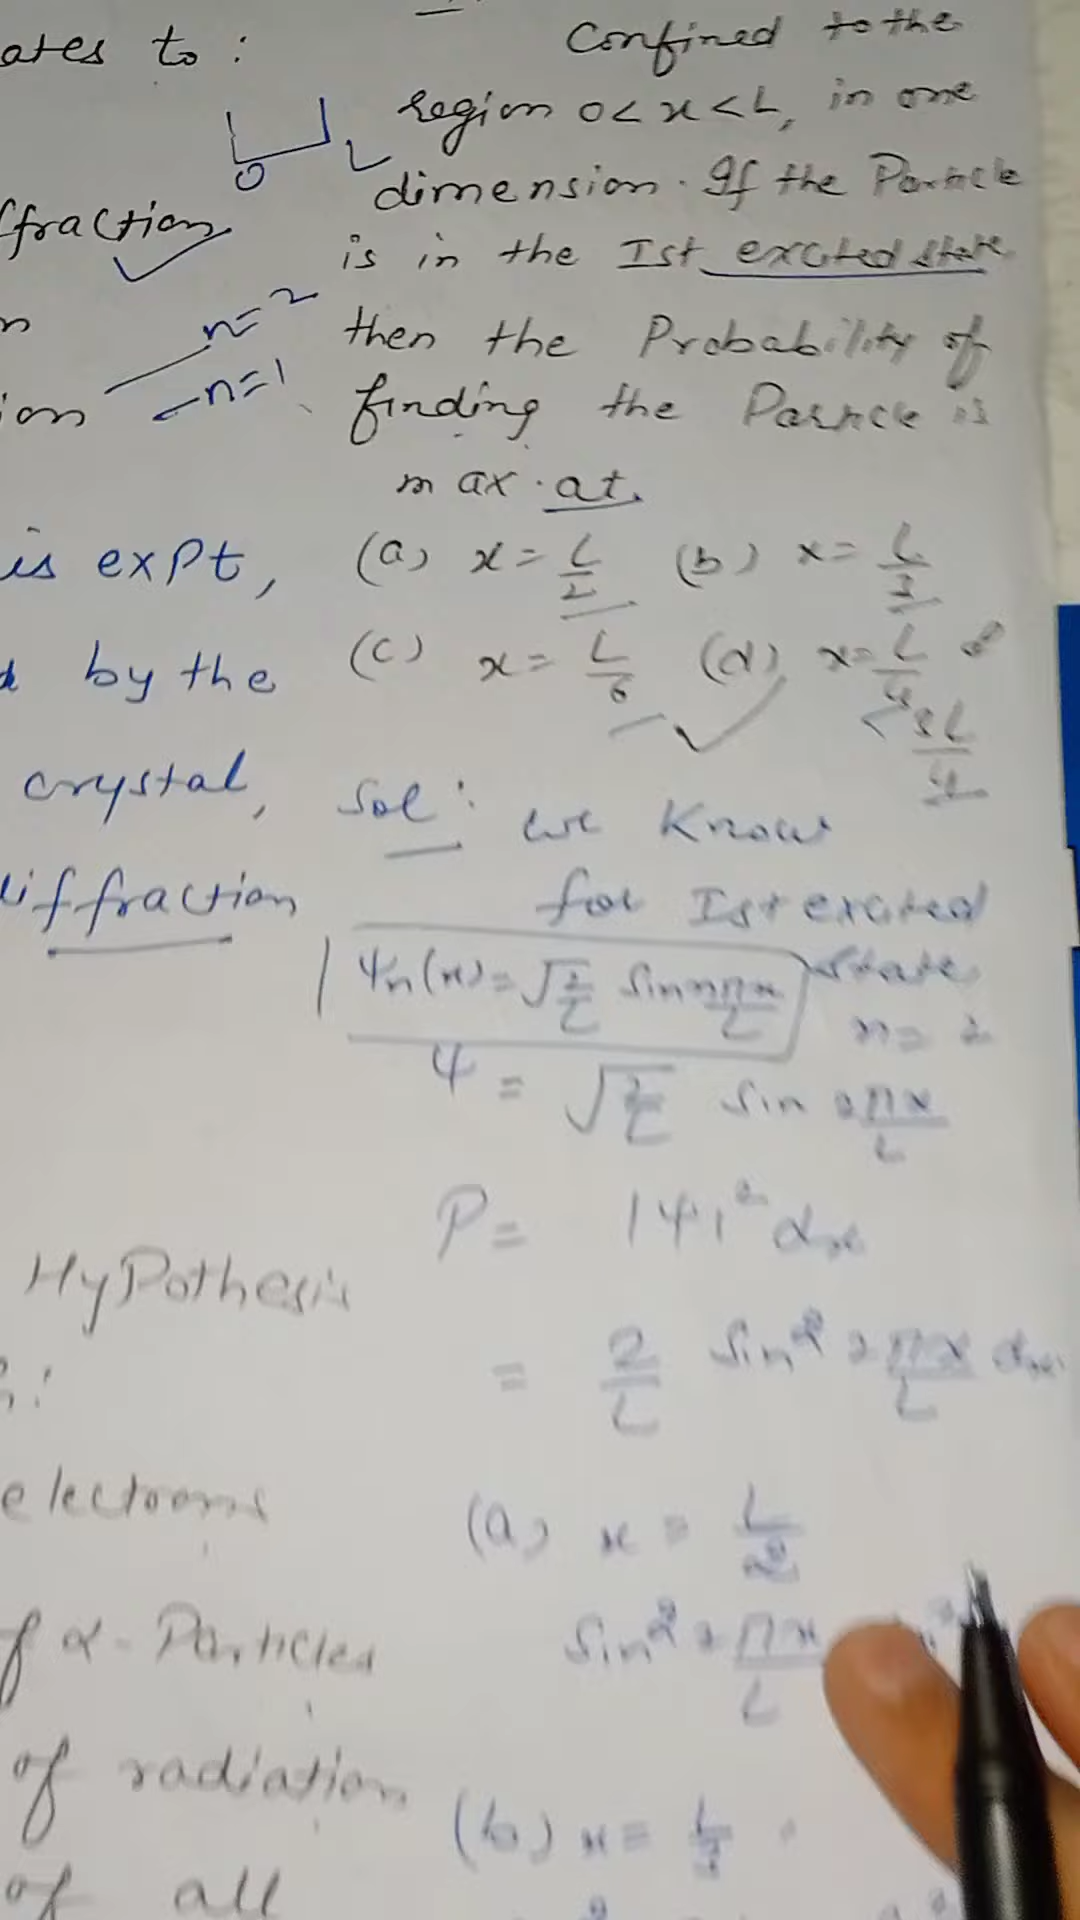 ates to :
ffraction
n
n=2
n=1
ion
is expt,
by the
crystal,
diffraction
HyPothesis
electrons
of α-Particles
of radiation
of all
Confined to the
region 0<x<L, in one
0 L
dimension. If the Particle
is in the Ist excited state
then the Probability of
finding the Particle is
max. at.
(a) x = L/2 (b) x = L/3
(c) x = L/6 (d) x = L/4 &
3L/4
Sol: we Know
for Ist excited
Ψn(x) = √2/L Sin nπx/L state
n = 2
Ψ = √2/L Sin 2πx/L
P = |Ψ|² dx
= 2/L Sin² 2πx/L dx
(a) x = L/2
Sin² 2πx/L
(b) x = L/3